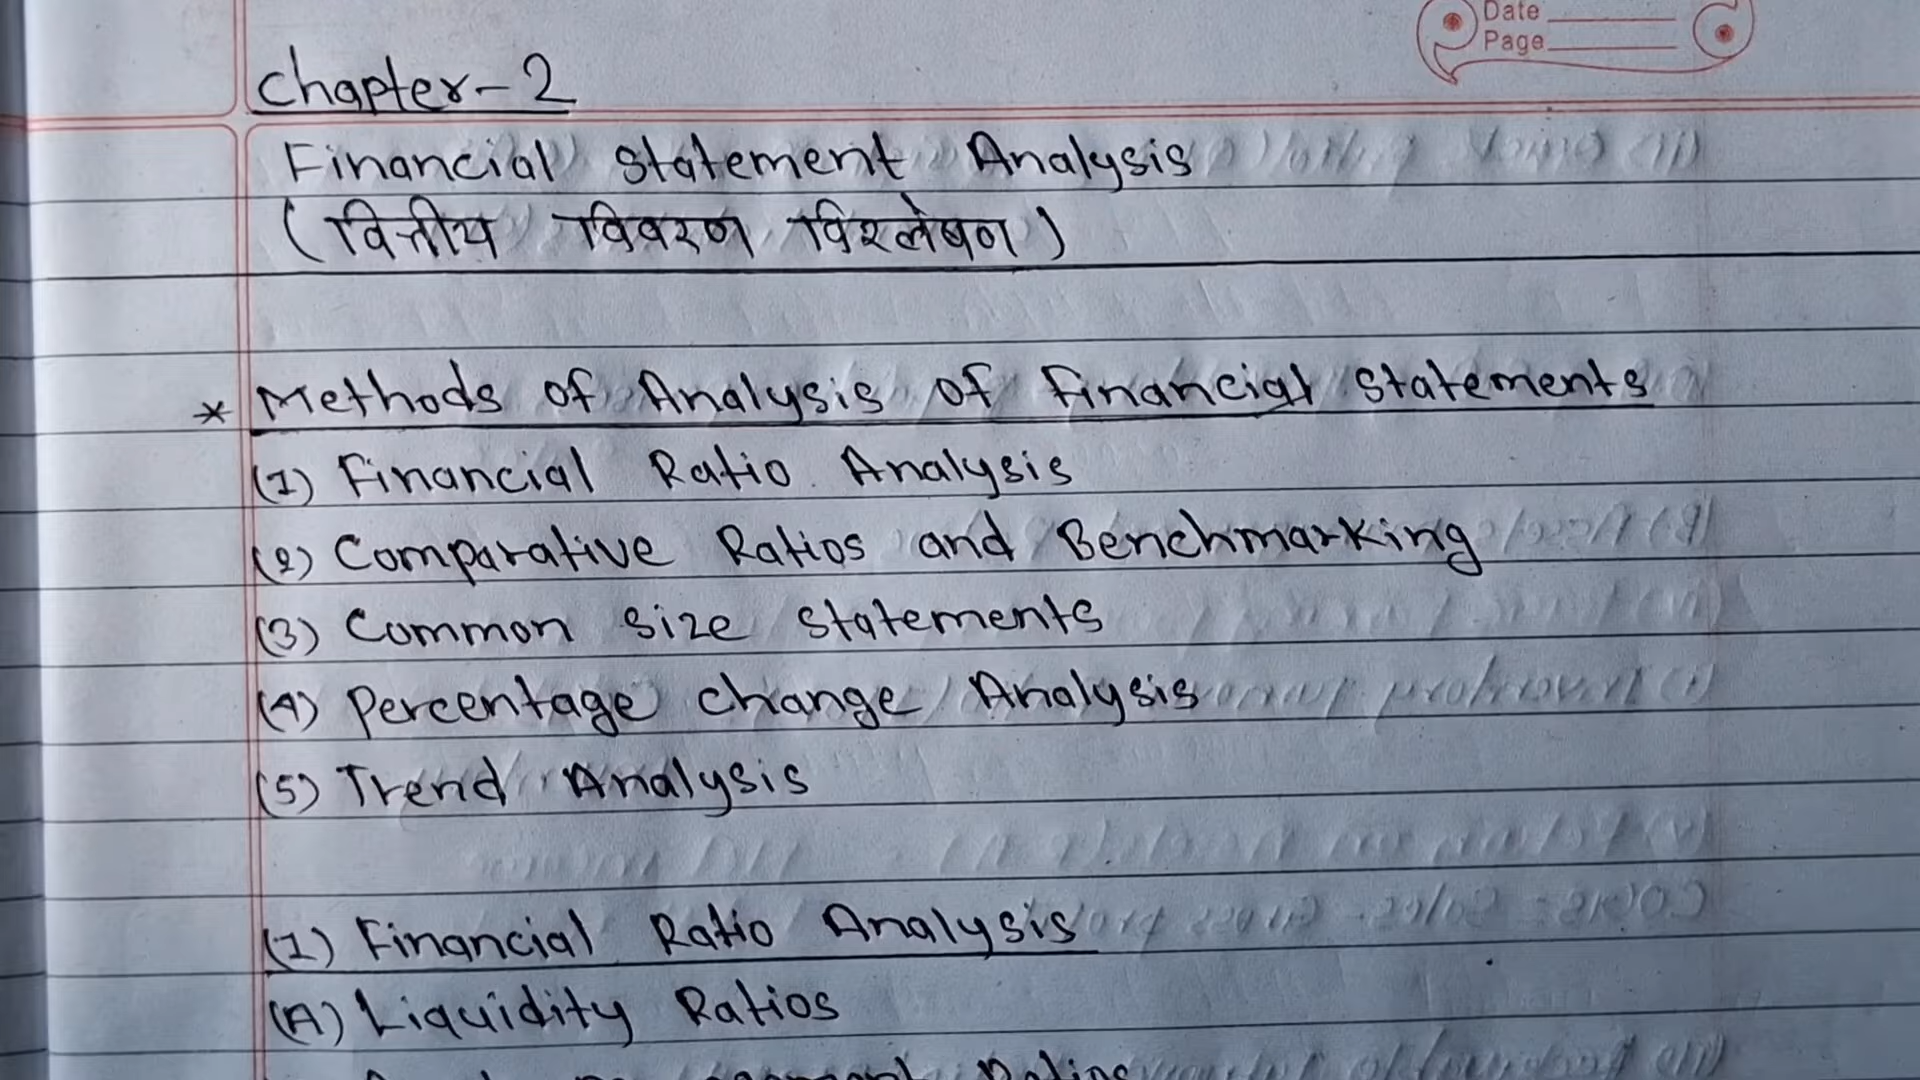 Date
Page
Chapter-2
Financial Statement Analysis
(वित्तीय विवरण विश्लेषण)
* Methods of Analysis of Financial Statements
(1) Financial Ratio Analysis
(2) Comparative Ratios and Benchmarking
(3) Common Size Statements
(4) Percentage Change Analysis
(5) Trend Analysis
(1) Financial Ratio Analysis
(A) Liquidity Ratios
Ratios